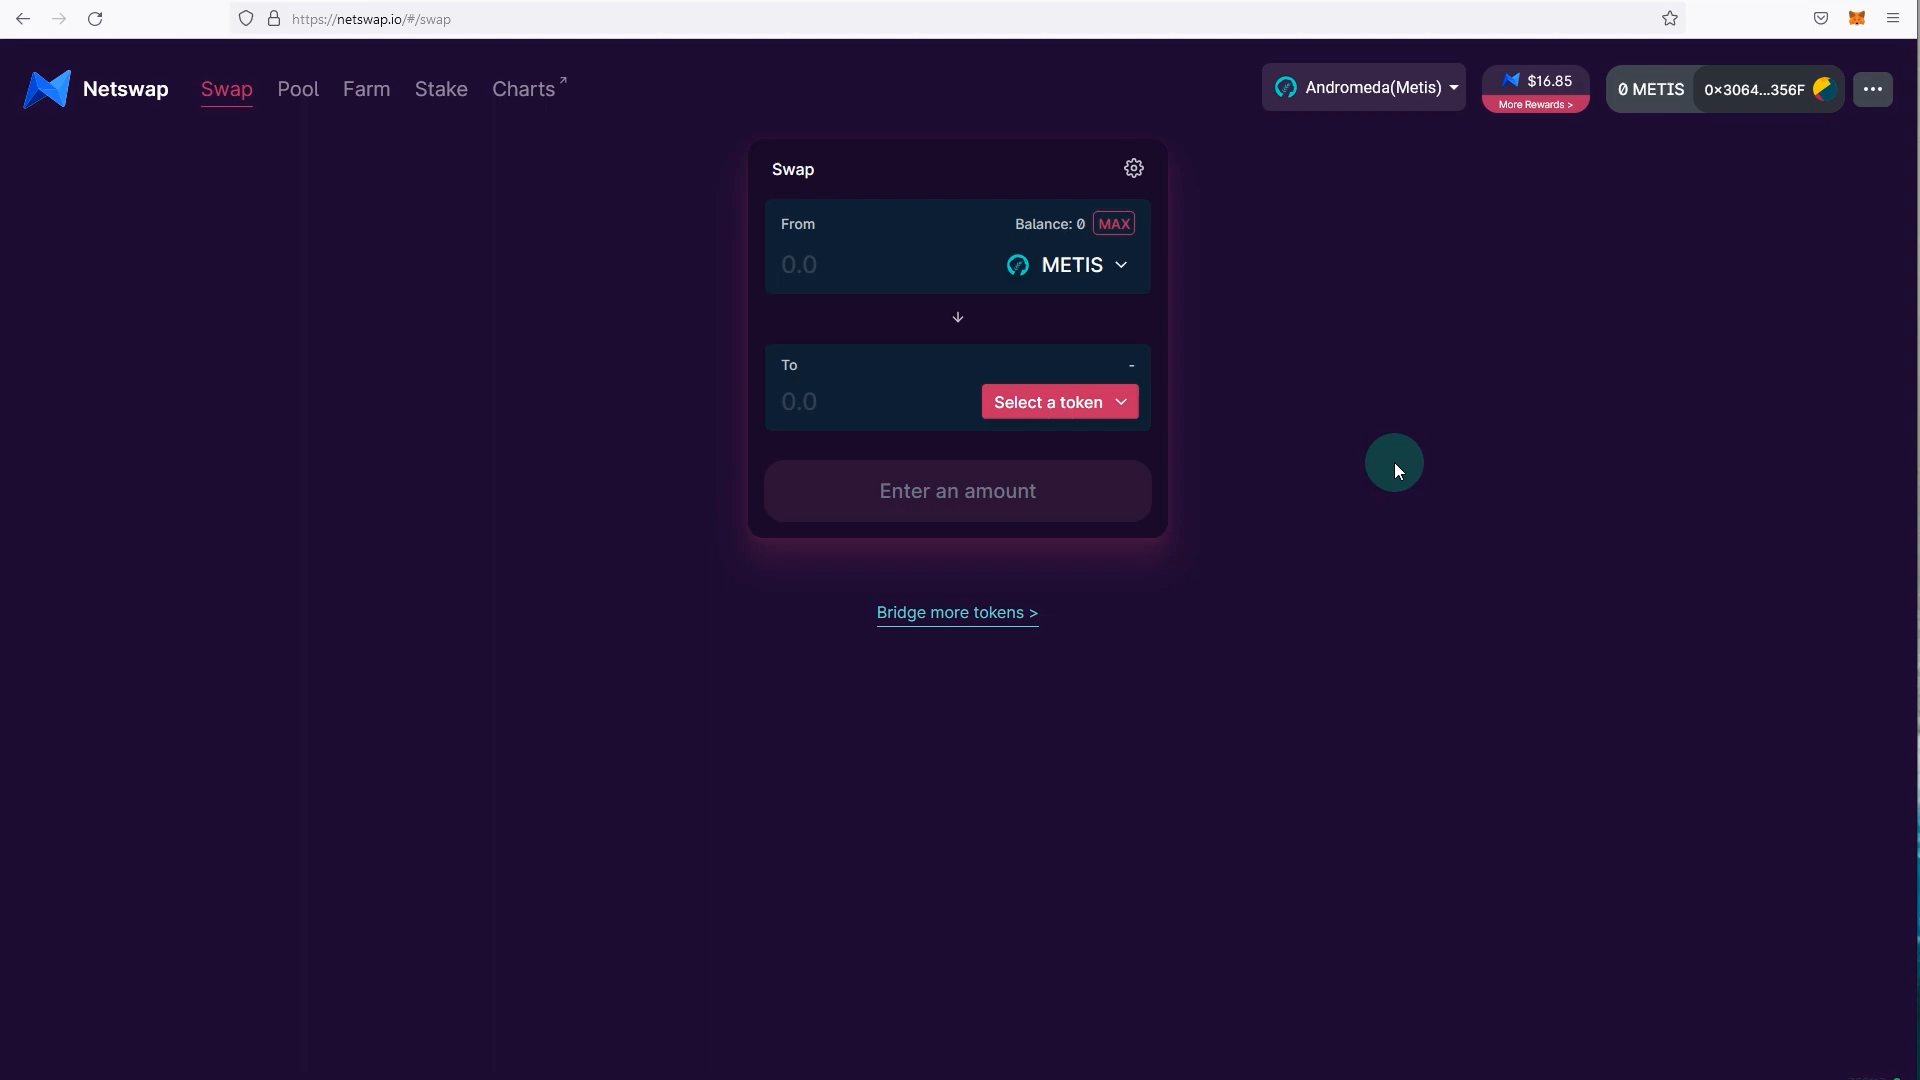 https://netswap.io/#/swap
Netswap Swap Pool Farm Stake Charts↗ Andromeda(Metis) $16.85 0 METIS 0×3064...356F ...
More Rewards >
Swap
From Balance: 0 MAX
0.0 METIS
↓
To -
0.0 Select a token
Enter an amount
Bridge more tokens >